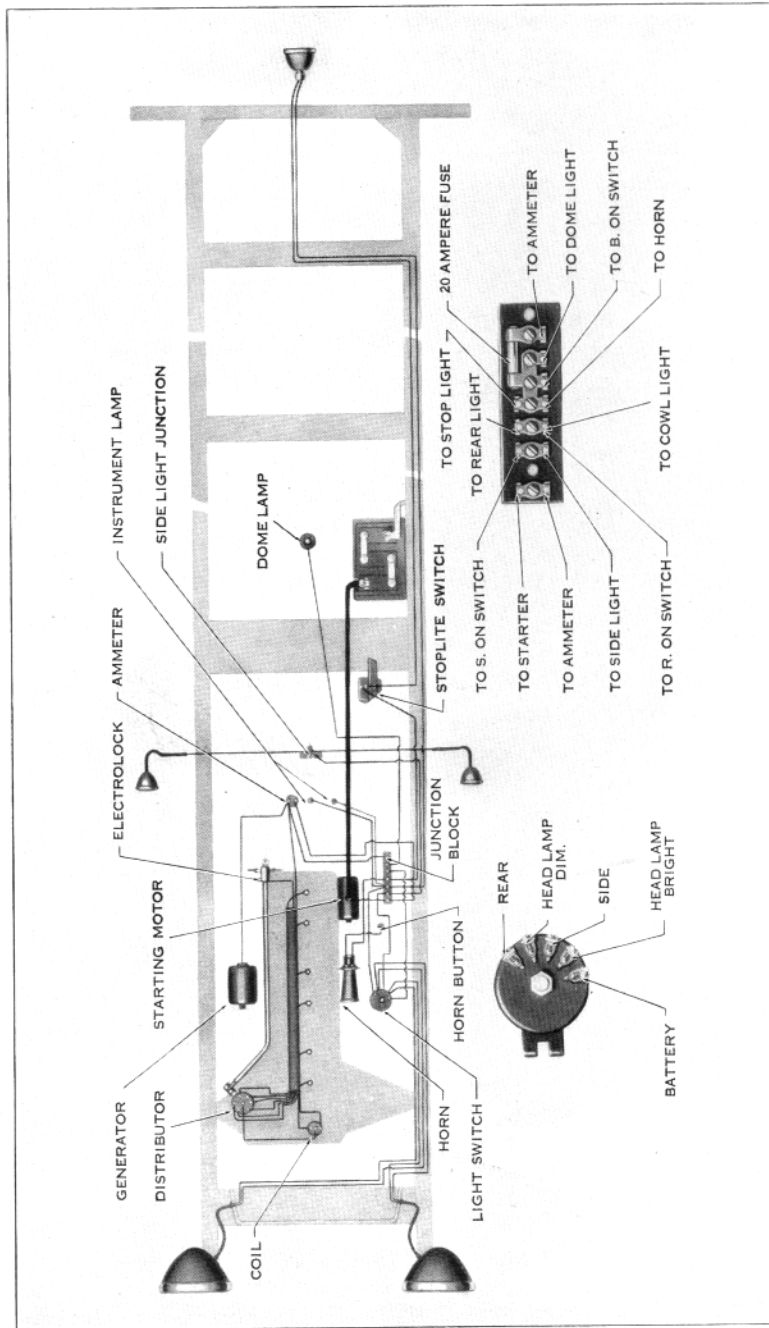 GENERATOR
DISTRIBUTOR
STARTING MOTOR
ELECTROLOCK
AMMETER
INSTRUMENT LAMP
SIDE LIGHT JUNCTION
DOME LAMP
COIL
HORN
LIGHT SWITCH
HORN BUTTON
JUNCTION
BLOCK
STOPLITE SWITCH
TO STOP LIGHT
TO REAR LIGHT
TO S. ON SWITCH
TO STARTER
TO AMMETER
TO SIDE LIGHT
TO R. ON SWITCH
20 AMPERE FUSE
TO AMMETER
TO DOME LIGHT
TO B. ON SWITCH
TO HORN
TO COWL LIGHT
BATTERY
REAR
HEAD LAMP
DIM.
SIDE
HEAD LAMP
BRIGHT